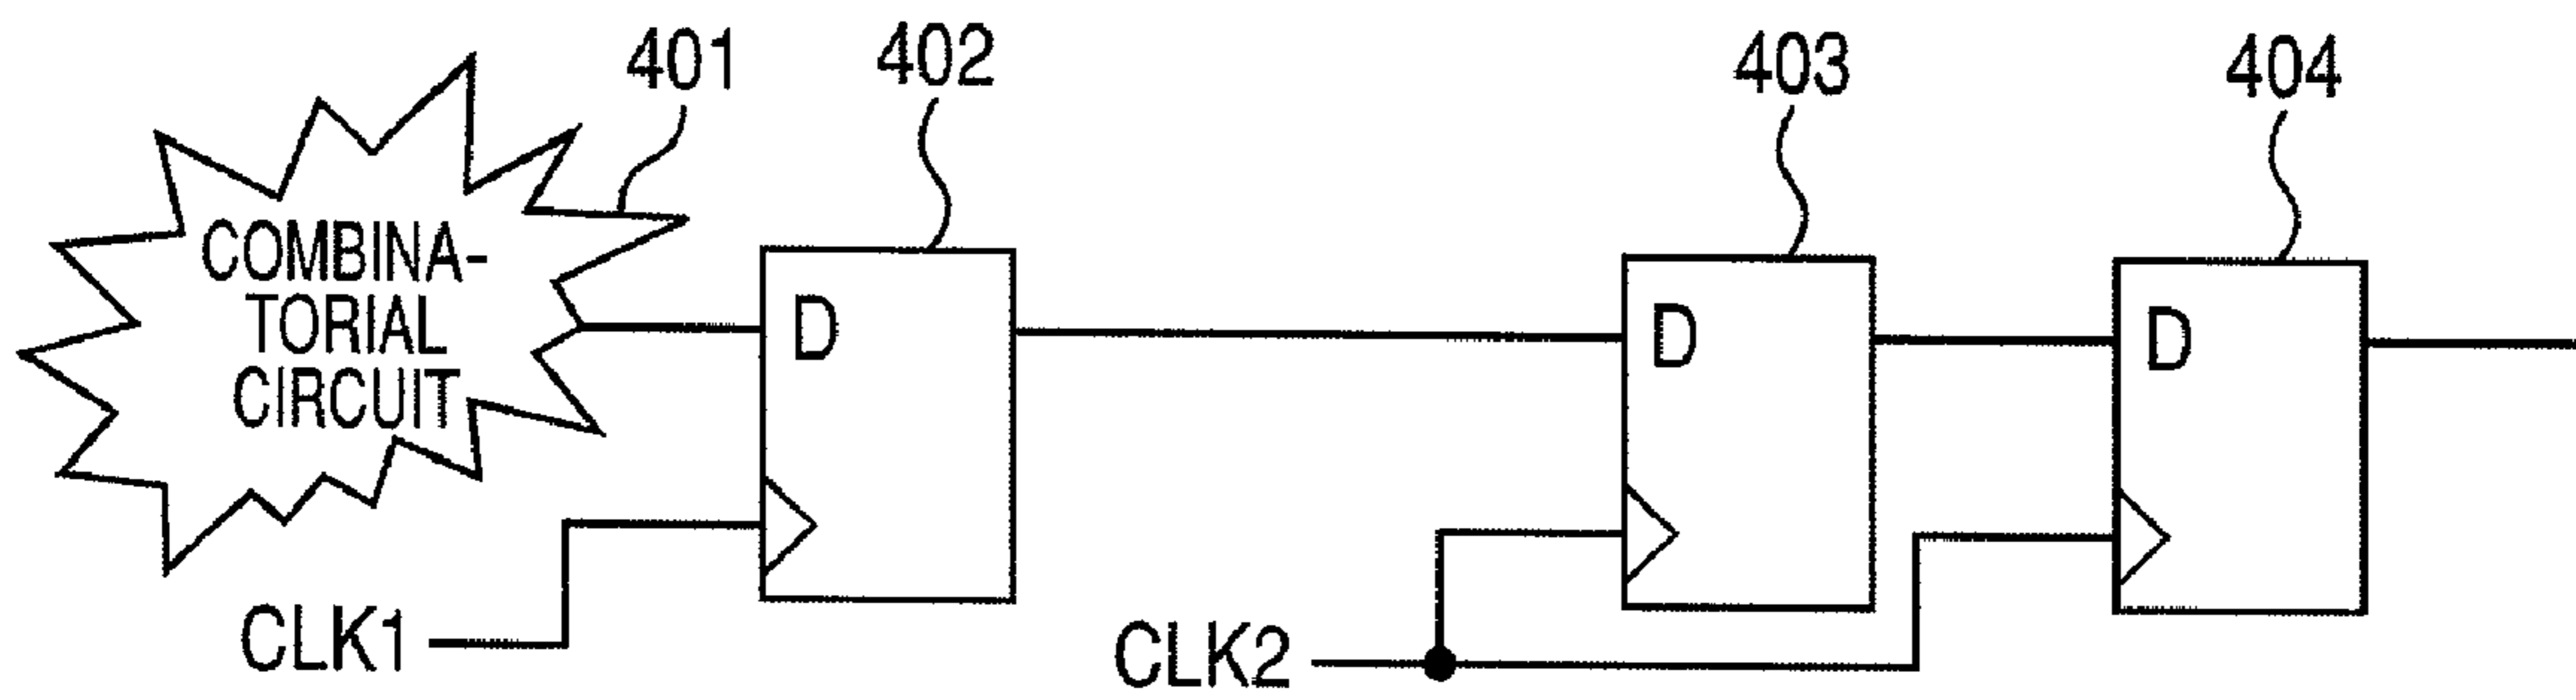 401
402
403
404
COMBINA-
TORIAL
CIRCUIT
D
D
D
CLK1
CLK2